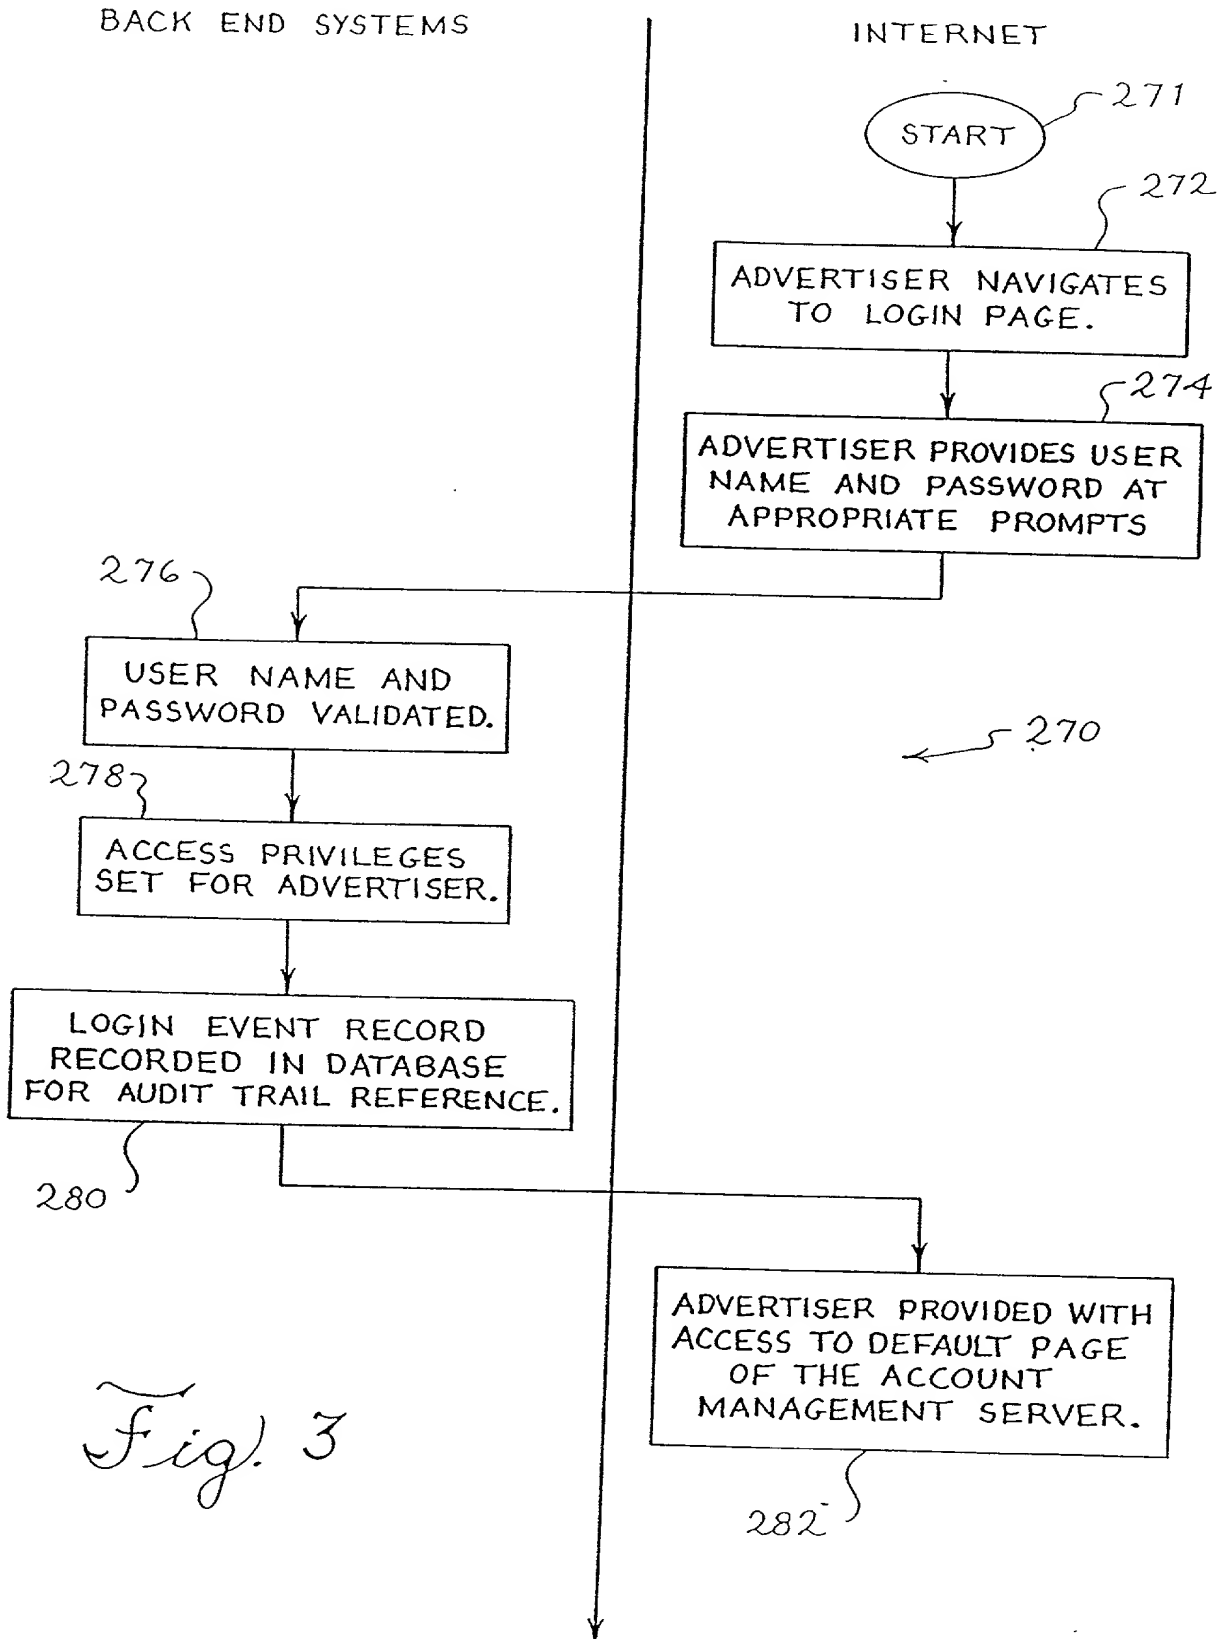 BACK END SYSTEMS
INTERNET
START
271
272
ADVERTISER NAVIGATES
TO LOGIN PAGE.
274
ADVERTISER PROVIDES USER
NAME AND PASSWORD AT
APPROPRIATE PROMPTS
276
USER NAME AND
PASSWORD VALIDATED.
270
278
ACCESS PRIVILEGES
SET FOR ADVERTISER.
LOGIN EVENT RECORD
RECORDED IN DATABASE
FOR AUDIT TRAIL REFERENCE.
280
ADVERTISER PROVIDED WITH
ACCESS TO DEFAULT PAGE
OF THE ACCOUNT
MANAGEMENT SERVER.
282
Fig. 3